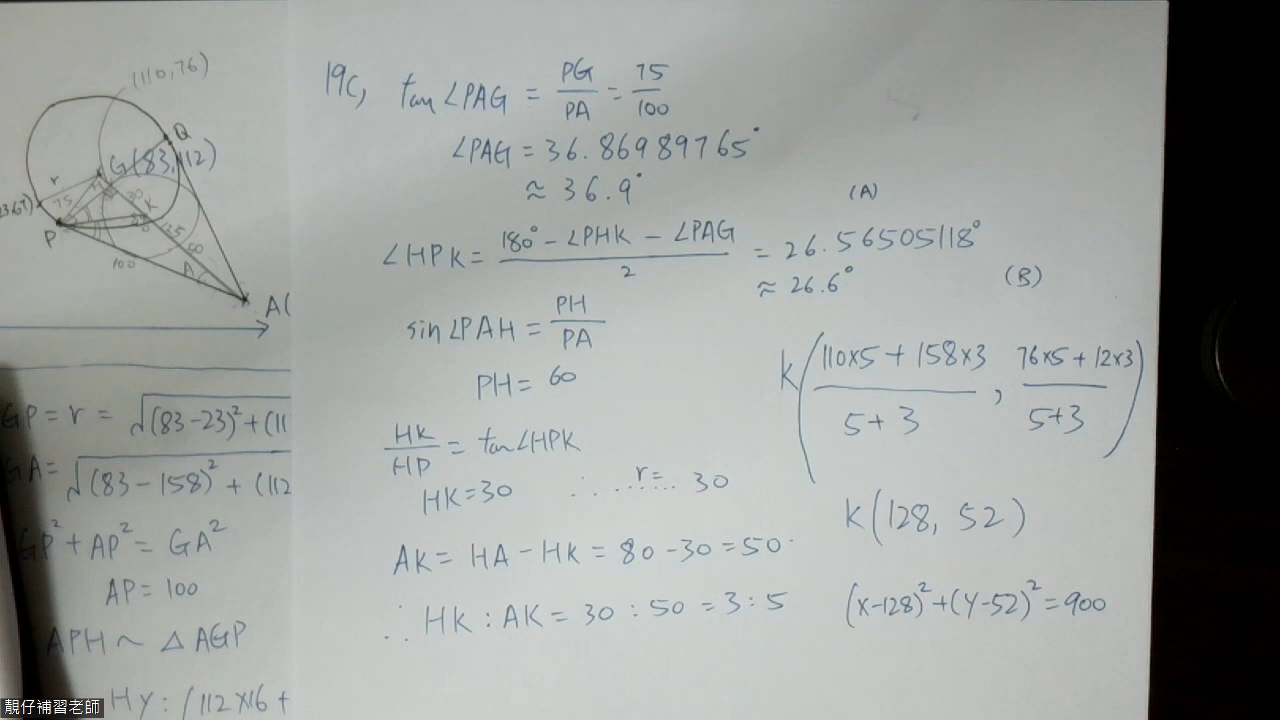 (110,76)
Q
G(83,112)
r
75
30
K
23,67)
P
25
50
100
A
A(
GP = r = √(83-23)²+(11
GA = √(83-158)²+(112
GP²+AP² = GA²
AP = 100
APH ~ △AGP
Hy: (112×16+
19c, tan∠PAG = PG/PA = 75/100
∠PAG = 36.86989765°
≈ 36.9°
(A)
∠HPK = (180° - ∠PHK - ∠PAG)/2 = 26.56505118°
≈ 26.6°
(B)
sin∠PAH = PH/PA
PH = 60
HK/HP = tan∠HPK
HK = 30 ∴ ...r=... 30
AK = HA - HK = 80 - 30 = 50
∴ HK : AK = 30 : 50 = 3 : 5
K((110×5 + 158×3)/(5+3), (76×5 + 12×3)/(5+3))
K(128, 52)
(x-128)²+(y-52)² = 900
靚仔補習老師